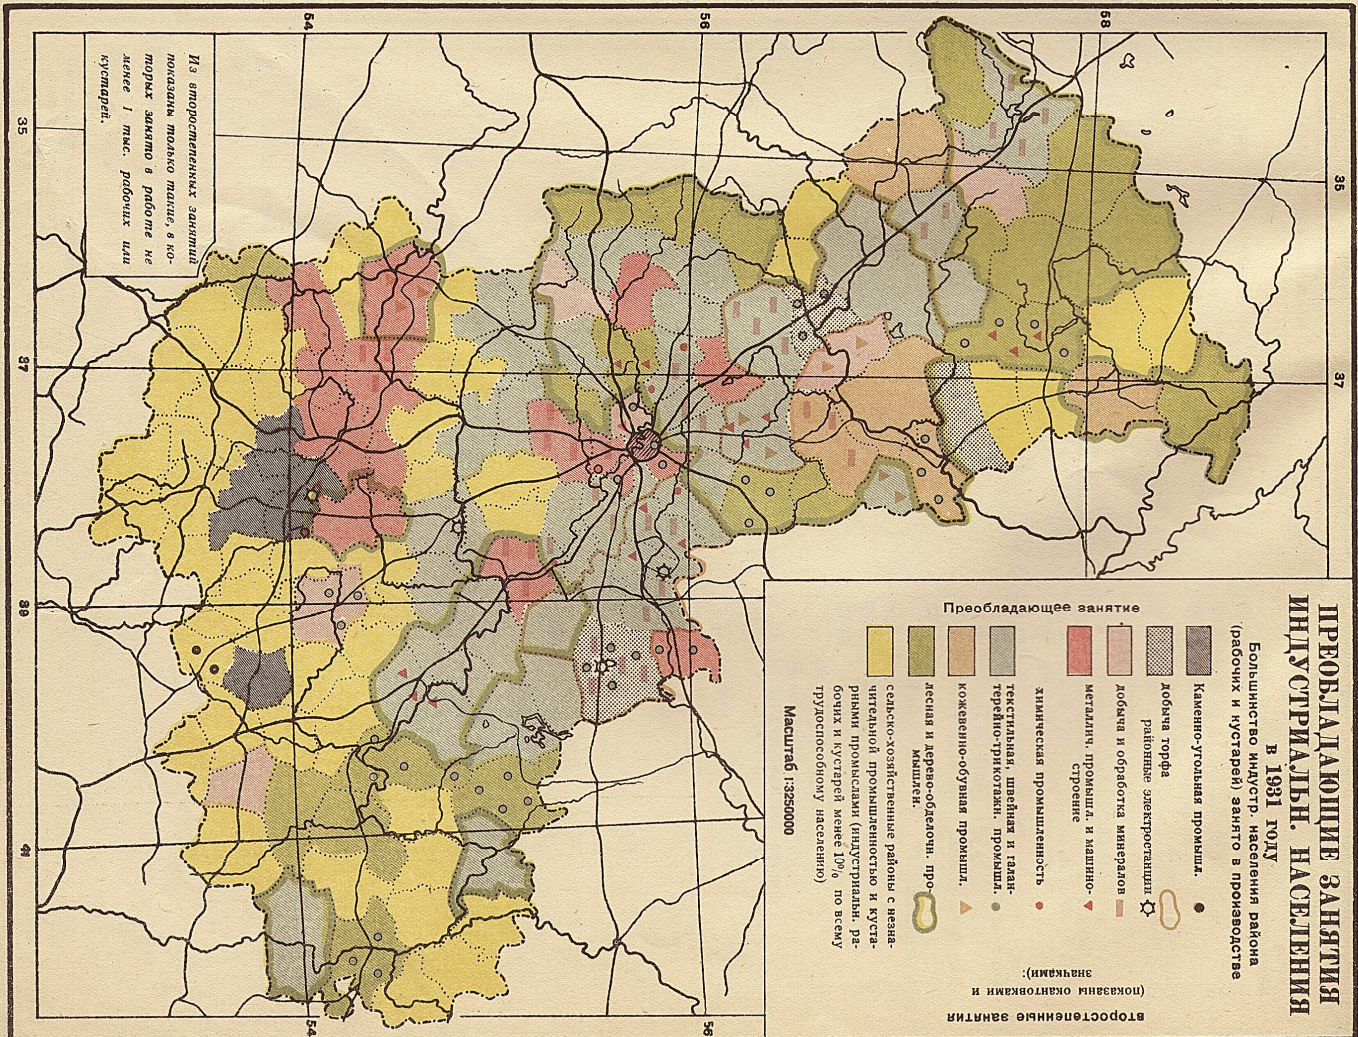 ПРЕОБЛАДАЮЩИЕ ЗАНЯТИЯ
ИНДУСТРИАЛЬН. НАСЕЛЕНИЯ
в 1931 году
Большинство индустр. населения района
(рабочих и кустарей) занято в производстве
Преобладающее занятие
второстепенные занятия
(показаны окантовками и
значками):
Каменно-угольная промышл.
добыча торфа
районные электростанции
добыча и обработка минералов
металлич. промышл. и машино-
строение
химическая промышленность
текстильная, швейная и галан-
терейно-трикотажн. промышл.
кожевенно-обувная промышл.
лесная и дерево-обделочн. про-
мышлен.
сельско-хозяйственные районы с незна-
чительной промышленностью и куста-
рными промыслами (индустриальн. ра-
бочих и кустарей менее 10% по всему
трудоспособному населению)
Масштаб 1:3250000
Из второстепенных занятий
показаны только такие, в ко-
торых занято в работе не
менее 1 тыс. рабочих или
кустарей.
54
56
58
35
35
37
37
39
41
54
56